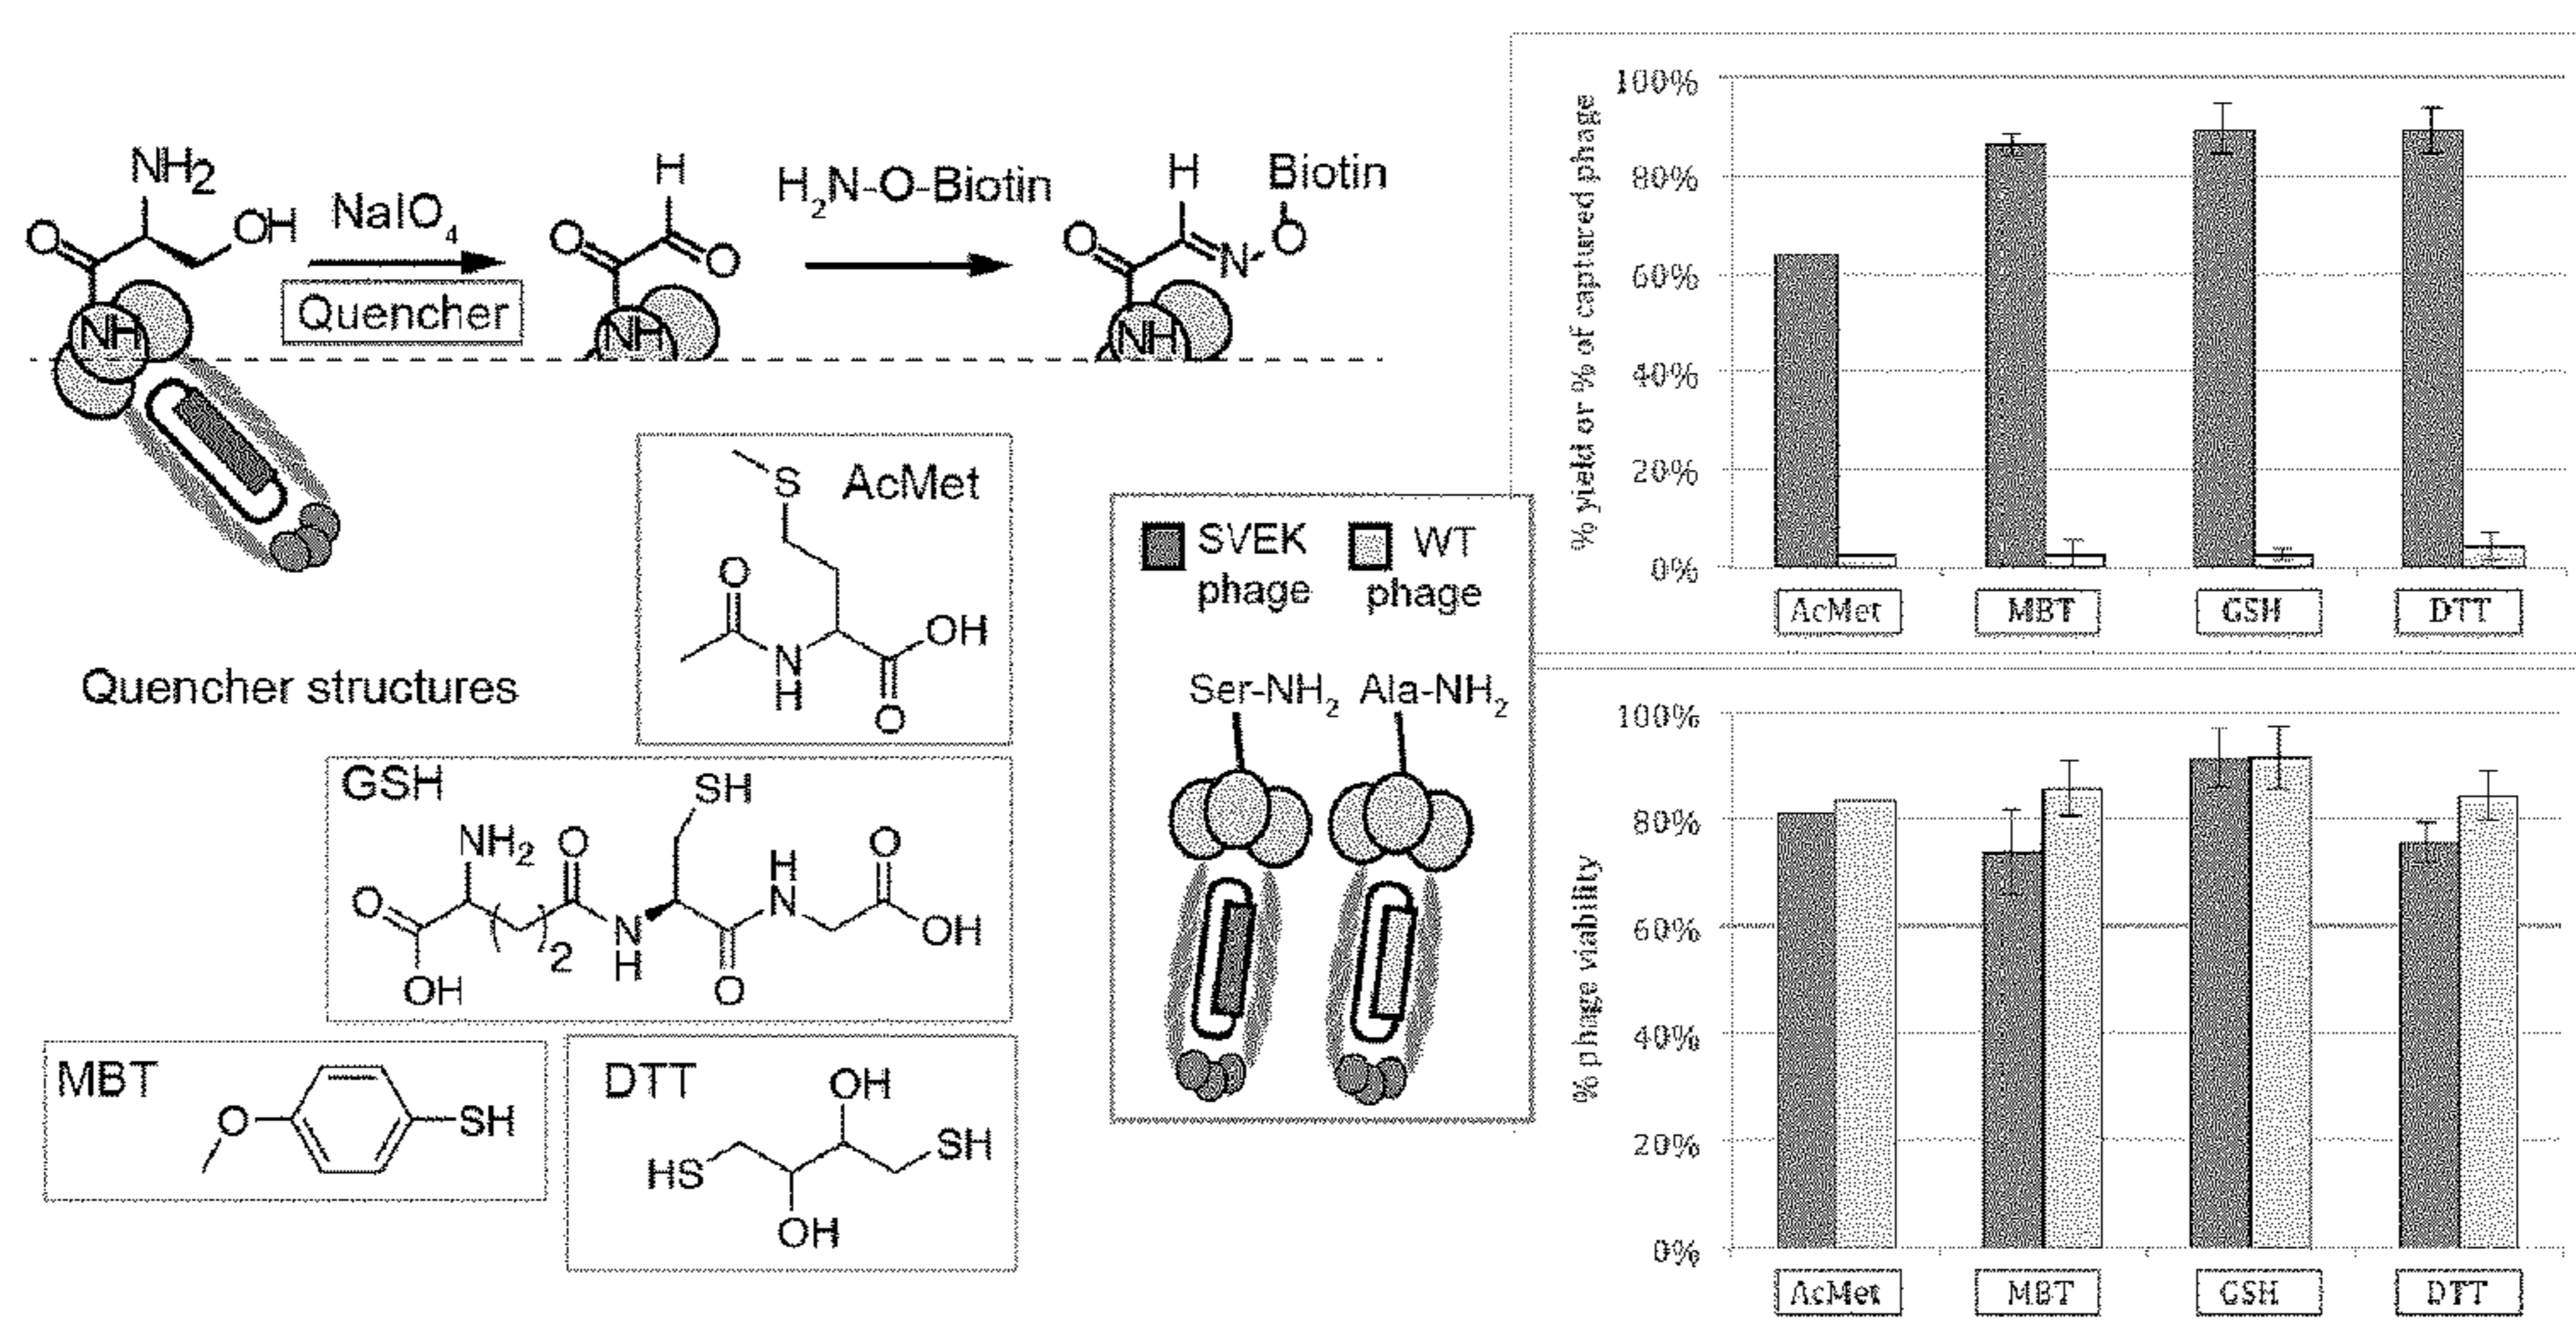 NH2
O
OH
NH
NaIO4
Quencher
H
O
O
NH
H2N-O-Biotin
H
Biotin
O
N
O
NH
Quencher structures
AcMet
S
O
N
H
OH
O
GSH
SH
NH2
O
O
OH
( )2
N
H
O
H
N
O
OH
MBT
O
SH
DTT
OH
HS
SH
OH
SVEK
phage
WT
phage
Ser-NH2
Ala-NH2
% yield or % of captured phage
100%
80%
60%
40%
20%
0%
AcMet
MBT
GSH
DTT
% phage viability
100%
80%
60%
40%
20%
0%
AcMet
MBT
GSH
DTT